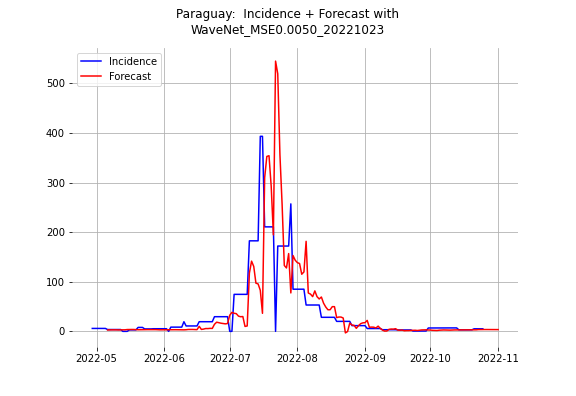 Paraguay:  Incidence + Forecast with
WaveNet_MSE0.0050_20221023
Incidence
Forecast
500
400
300
200
100
0
2022-05 2022-06 2022-07 2022-08 2022-09 2022-10 2022-11